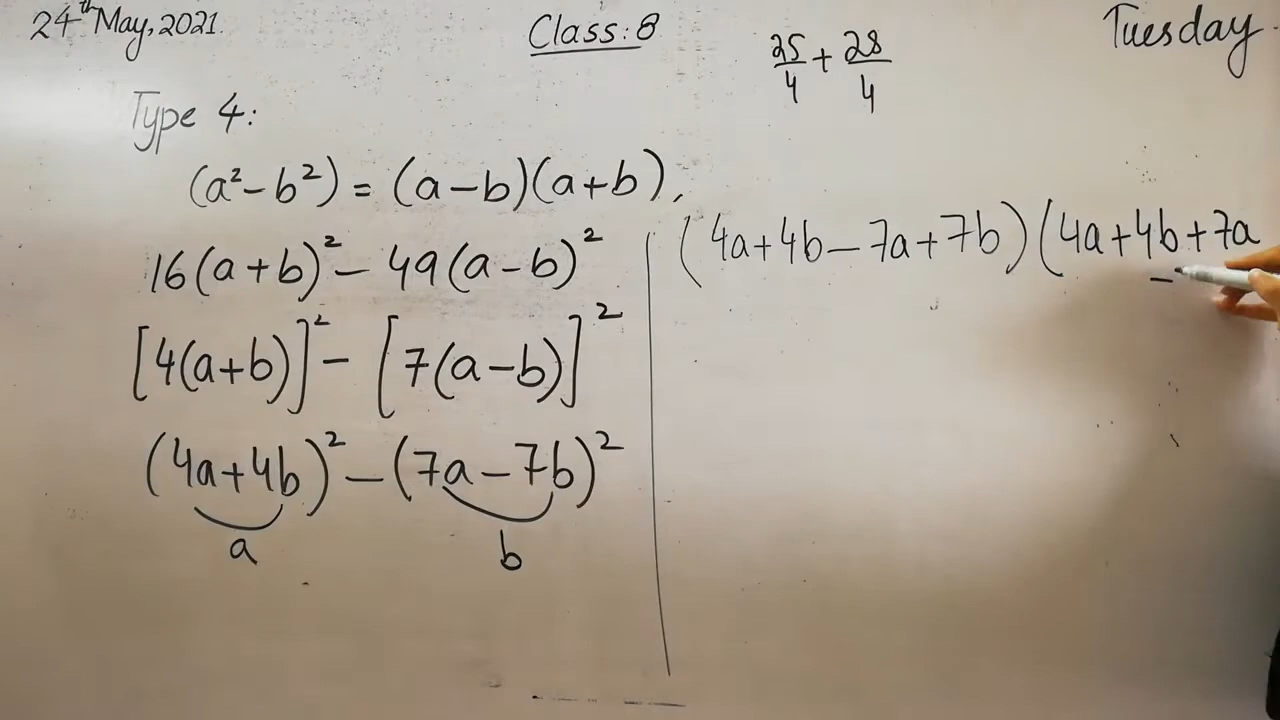 24th May, 2021.
Class: 8
Tuesday
25/4 + 28/4
Type 4:
(a² - b²) = (a-b)(a+b),
16(a+b)² - 49(a-b)²
[4(a+b)]² - [7(a-b)]²
(4a+4b)² - (7a-7b)²
a b
(4a+4b-7a+7b)(4a+4b+7a